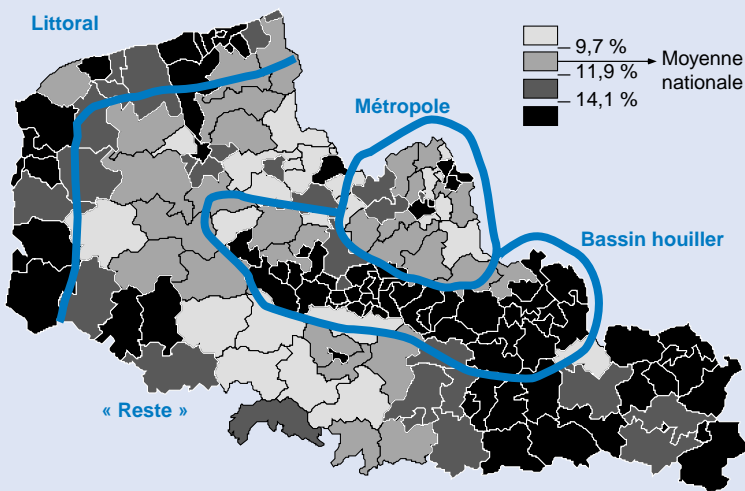 Littoral
9,7 %
11,9 %
14,1 %
Moyenne
nationale
Métropole
Bassin houiller
« Reste »